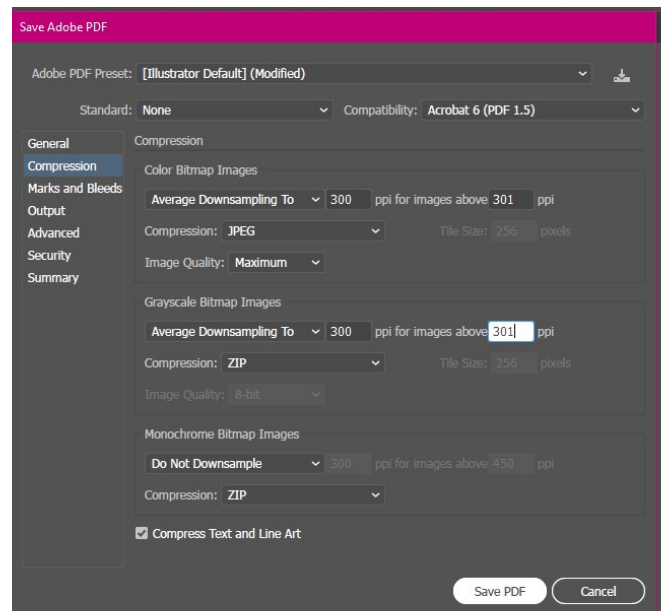 Save Adobe PDF
Adobe PDF Preset: [Illustrator Default] (Modified)
Standard: None Compatibility: Acrobat 6 (PDF 1.5)
General
Compression
Marks and Bleeds
Output
Advanced
Security
Summary
Compression
Color Bitmap Images
Average Downsampling To 300 ppi for images above 301 ppi
Compression: JPEG Tile Size: 256 pixels
Image Quality: Maximum
Grayscale Bitmap Images
Average Downsampling To 300 ppi for images above 301 ppi
Compression: ZIP Tile Size: 256 pixels
Image Quality: 8-bit
Monochrome Bitmap Images
Do Not Downsample 300 ppi for images above 450 ppi
Compression: ZIP
Compress Text and Line Art
Save PDF Cancel